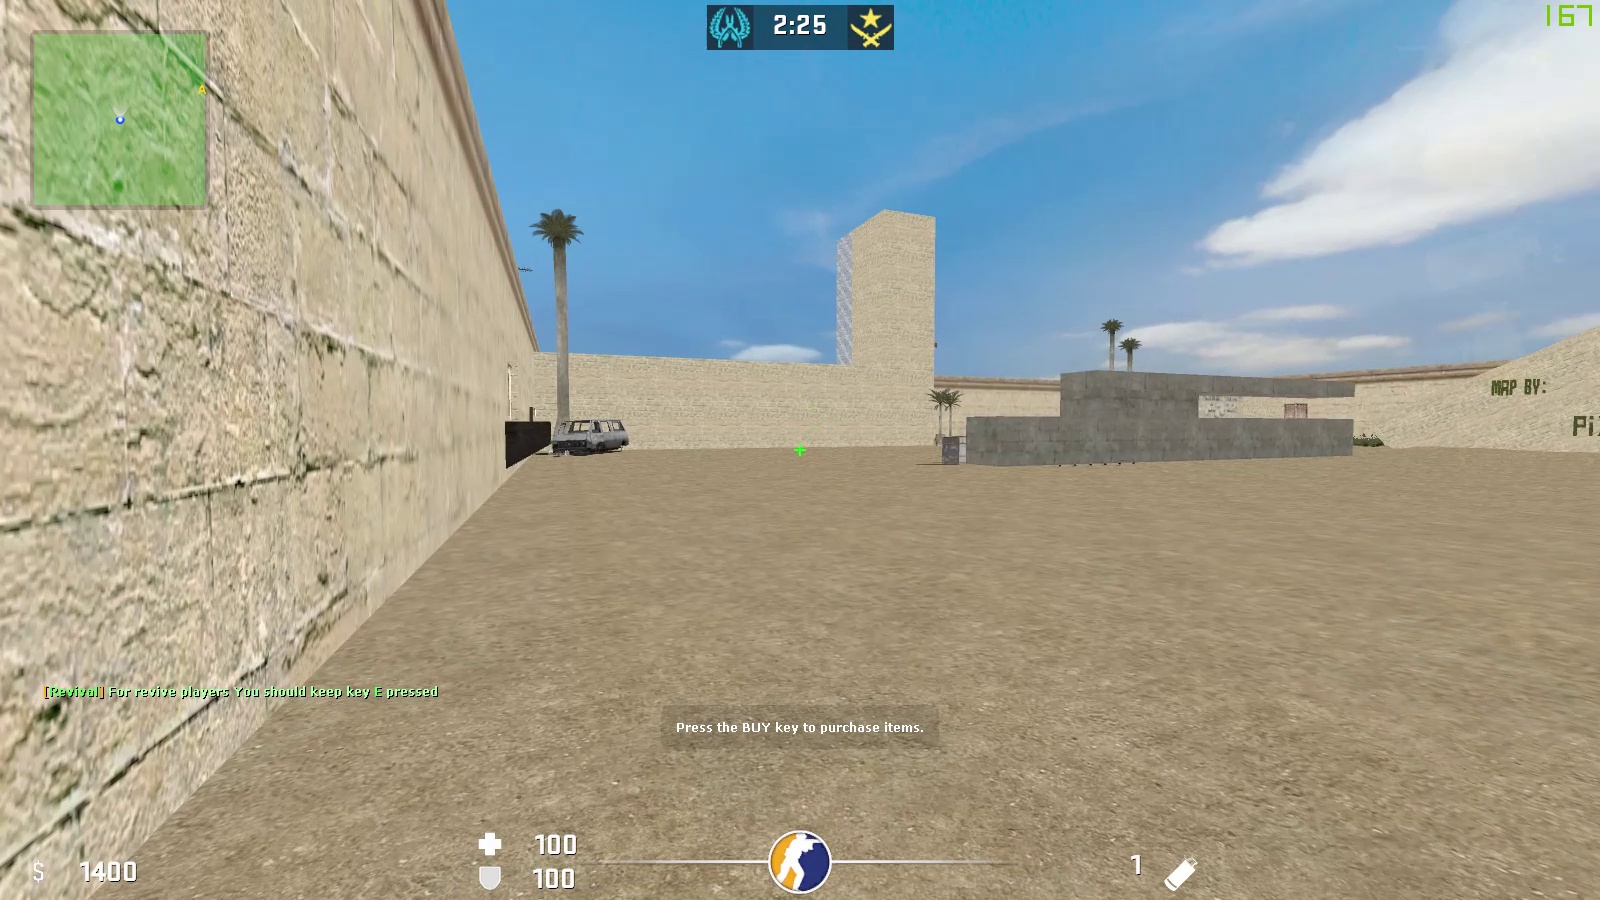 2:25
167
A
MAP BY:
[Revival] For revive players You should keep key E pressed
Press the BUY key to purchase items.
100
$ 1400
100
1